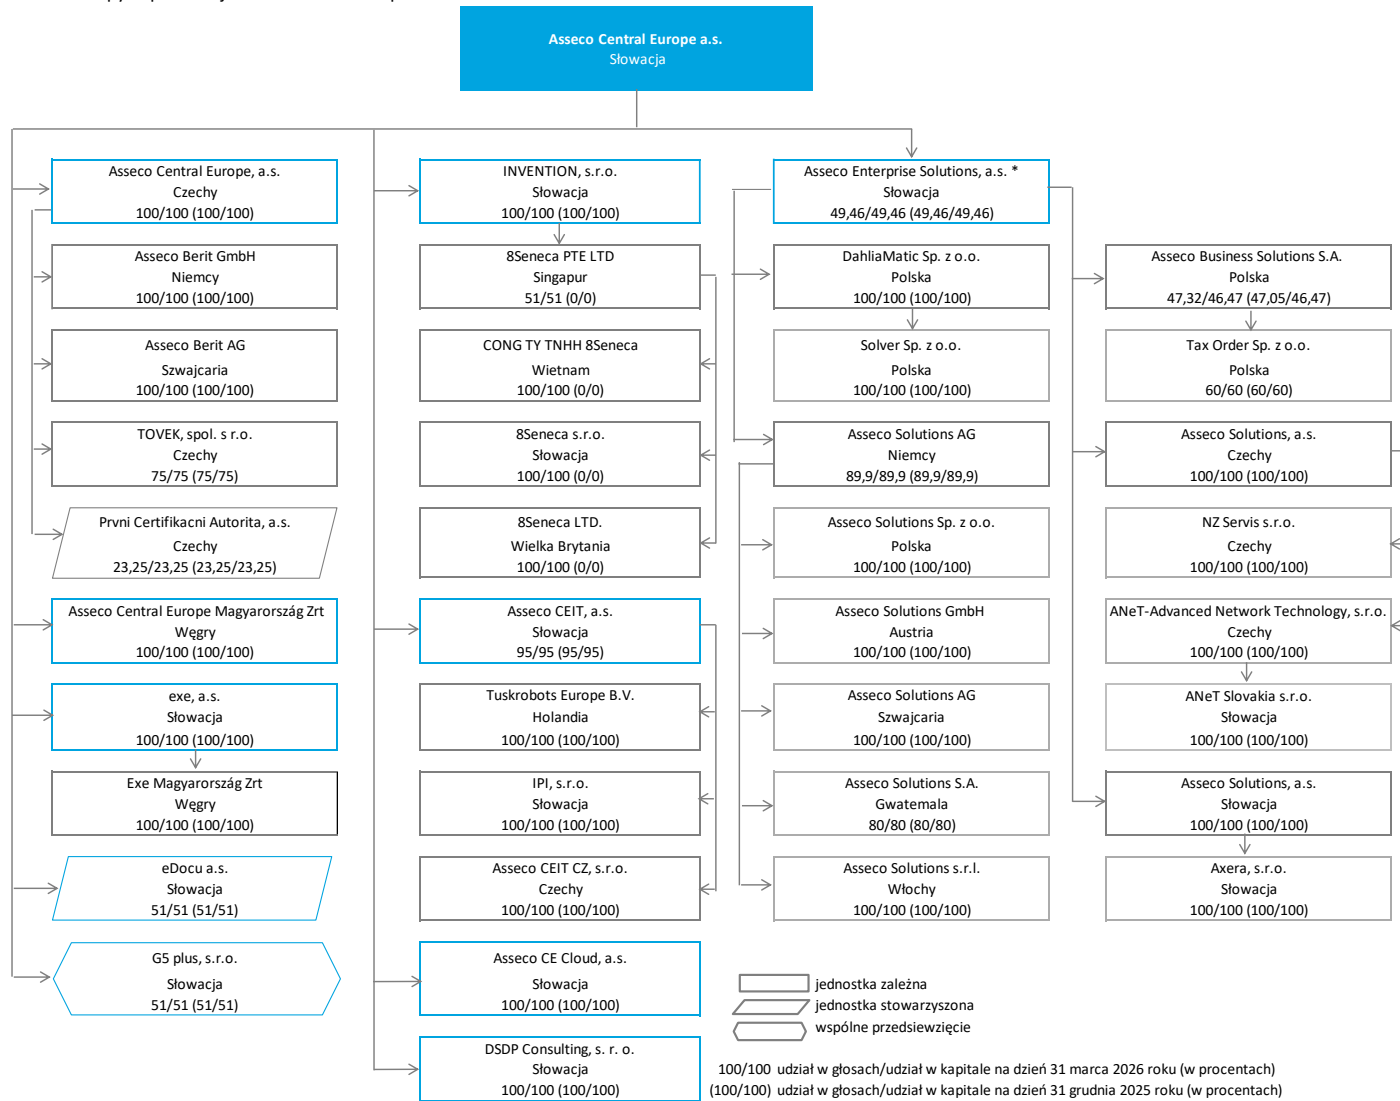 Asseco Central Europe a.s.
Słowacja
Asseco Central Europe, a.s.
Czechy
100/100 (100/100)
Asseco Berit GmbH
Niemcy
100/100 (100/100)
Asseco Berit AG
Szwajcaria
100/100 (100/100)
TOVEK, spol. s r.o.
Czechy
75/75 (75/75)
Prvni Certifikacni Autorita, a.s.
Czechy
23,25/23,25 (23,25/23,25)
Asseco Central Europe Magyarország Zrt
Węgry
100/100 (100/100)
exe, a.s.
Słowacja
100/100 (100/100)
Exe Magyarország Zrt
Węgry
100/100 (100/100)
eDocu a.s.
Słowacja
51/51 (51/51)
G5 plus, s.r.o.
Słowacja
51/51 (51/51)
INVENTION, s.r.o.
Słowacja
100/100 (100/100)
8Seneca PTE LTD
Singapur
51/51 (0/0)
CONG TY TNHH 8Seneca
Wietnam
100/100 (0/0)
8Seneca s.r.o.
Słowacja
100/100 (0/0)
8Seneca LTD.
Wielka Brytania
100/100 (0/0)
Asseco CEIT, a.s.
Słowacja
95/95 (95/95)
Tuskrobots Europe B.V.
Holandia
100/100 (100/100)
IPI, s.r.o.
Słowacja
100/100 (100/100)
Asseco CEIT CZ, s.r.o.
Czechy
100/100 (100/100)
Asseco CE Cloud, a.s.
Słowacja
100/100 (100/100)
DSDP Consulting, s. r. o.
Słowacja
100/100 (100/100)
Asseco Enterprise Solutions, a.s. *
Słowacja
49,46/49,46 (49,46/49,46)
DahliaMatic Sp. z o.o.
Polska
100/100 (100/100)
Solver Sp. z o.o.
Polska
100/100 (100/100)
Asseco Solutions AG
Niemcy
89,9/89,9 (89,9/89,9)
Asseco Solutions Sp. z o.o.
Polska
100/100 (100/100)
Asseco Solutions GmbH
Austria
100/100 (100/100)
Asseco Solutions AG
Szwajcaria
100/100 (100/100)
Asseco Solutions S.A.
Gwatemala
80/80 (80/80)
Asseco Solutions s.r.l.
Włochy
100/100 (100/100)
Asseco Business Solutions S.A.
Polska
47,32/46,47 (47,05/46,47)
Tax Order Sp. z o.o.
Polska
60/60 (60/60)
Asseco Solutions, a.s.
Czechy
100/100 (100/100)
NZ Servis s.r.o.
Czechy
100/100 (100/100)
ANeT-Advanced Network Technology, s.r.o.
Czechy
100/100 (100/100)
ANeT Slovakia s.r.o.
Słowacja
100/100 (100/100)
Asseco Solutions, a.s.
Słowacja
100/100 (100/100)
Axera, s.r.o.
Słowacja
100/100 (100/100)
jednostka zależna
jednostka stowarzyszona
wspólne przedsiewzięcie
100/100 udział w głosach/udział w kapitale na dzień 31 marca 2026 roku (w procentach)
(100/100) udział w głosach/udział w kapitale na dzień 31 grudnia 2025 roku (w procentach)